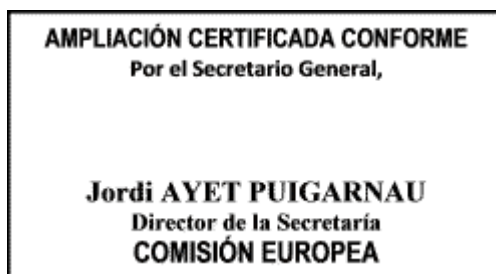 AMPLIACIÓN CERTIFICADA CONFORME
Por el Secretario General,
Jordi AYET PUIGARNAU
Director de la Secretaría
COMISIÓN EUROPEA